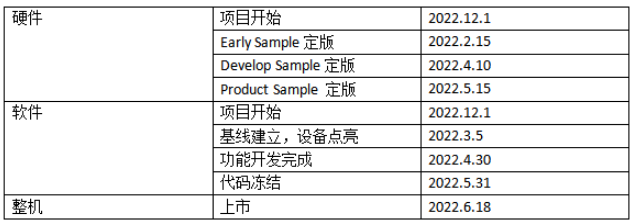 硬件 项目开始 2022.12.1
Early Sample 定版 2022.2.15
Develop Sample 定版 2022.4.10
Product Sample 定版 2022.5.15
软件 项目开始 2022.12.1
基线建立，设备点亮 2022.3.5
功能开发完成 2022.4.30
代码冻结 2022.5.31
整机 上市 2022.6.18